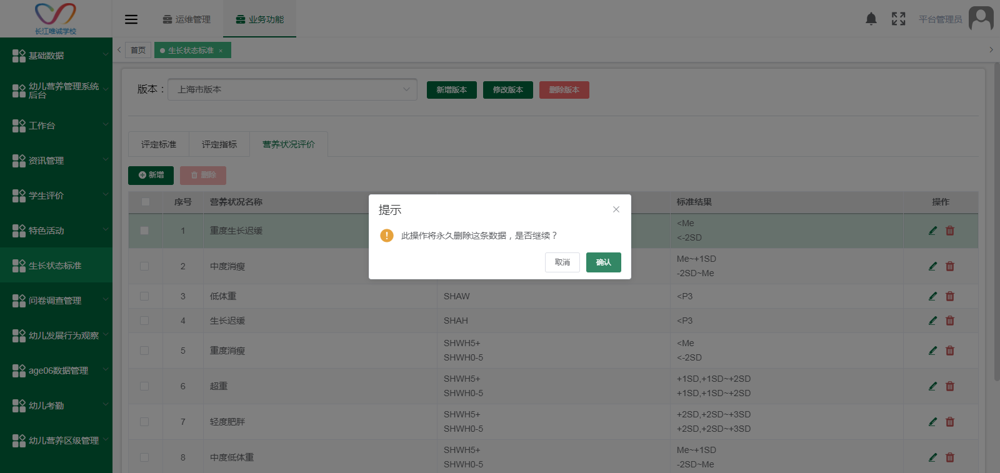 长江唯诚学校
运维管理
业务功能
平台管理员
首页
生长状态标准
基础数据
幼儿营养管理系统
后台
工作台
资讯管理
学生评价
特色活动
生长状态标准
问卷调查管理
幼儿发展行为观察
age06数据管理
幼儿考勤
幼儿营养区级管理
版本：
上海市版本
新增版本
修改版本
删除版本
评定标准
评定指标
营养状况评价
新增
删除
序号
营养状况名称
标准结果
操作
1
重度生长迟缓
<Me
<-2SD
2
中度消瘦
Me~+1SD
-2SD~Me
3
低体重
SHAW
<P3
4
生长迟缓
SHAH
<P3
5
重度消瘦
SHWH5+
SHWH0-5
<Me
<-2SD
6
超重
SHWH5+
SHWH0-5
+1SD,+1SD~+2SD
+1SD,+1SD~+2SD
7
轻度肥胖
SHWH5+
SHWH0-5
+2SD,+2SD~+3SD
+2SD,+2SD~+3SD
8
中度低体重
SHWH5+
SHWH0-5
Me~+1SD
-2SD~Me
提示
此操作将永久删除这条数据，是否继续？
取消
确认